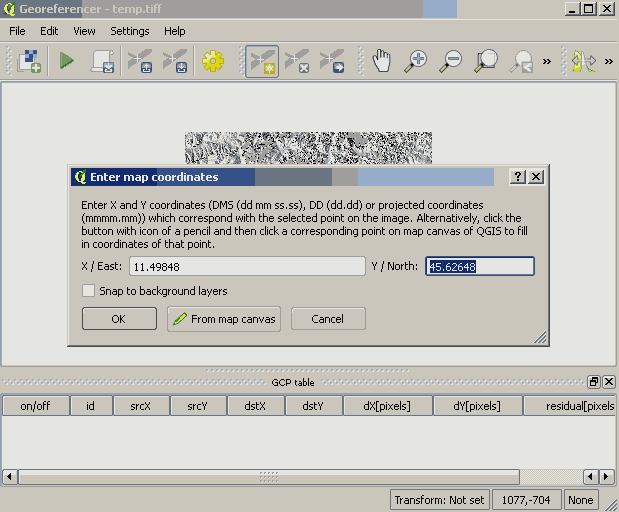 Georeferencer - temp.tiff
File Edit View Settings Help
» »
Enter map coordinates
Enter X and Y coordinates (DMS (dd mm ss.ss), DD (dd.dd) or projected coordinates
(mmmm.mm)) which correspond with the selected point on the image. Alternatively, click the
button with icon of a pencil and then click a corresponding point on map canvas of QGIS to fill
in coordinates of that point.
X / East: 11.49848 Y / North: 45.62648
Snap to background layers
OK From map canvas Cancel
GCP table
on/off id srcX srcY dstX dstY dX[pixels] dY[pixels] residual[pixels
Transform: Not set 1077,-704 None